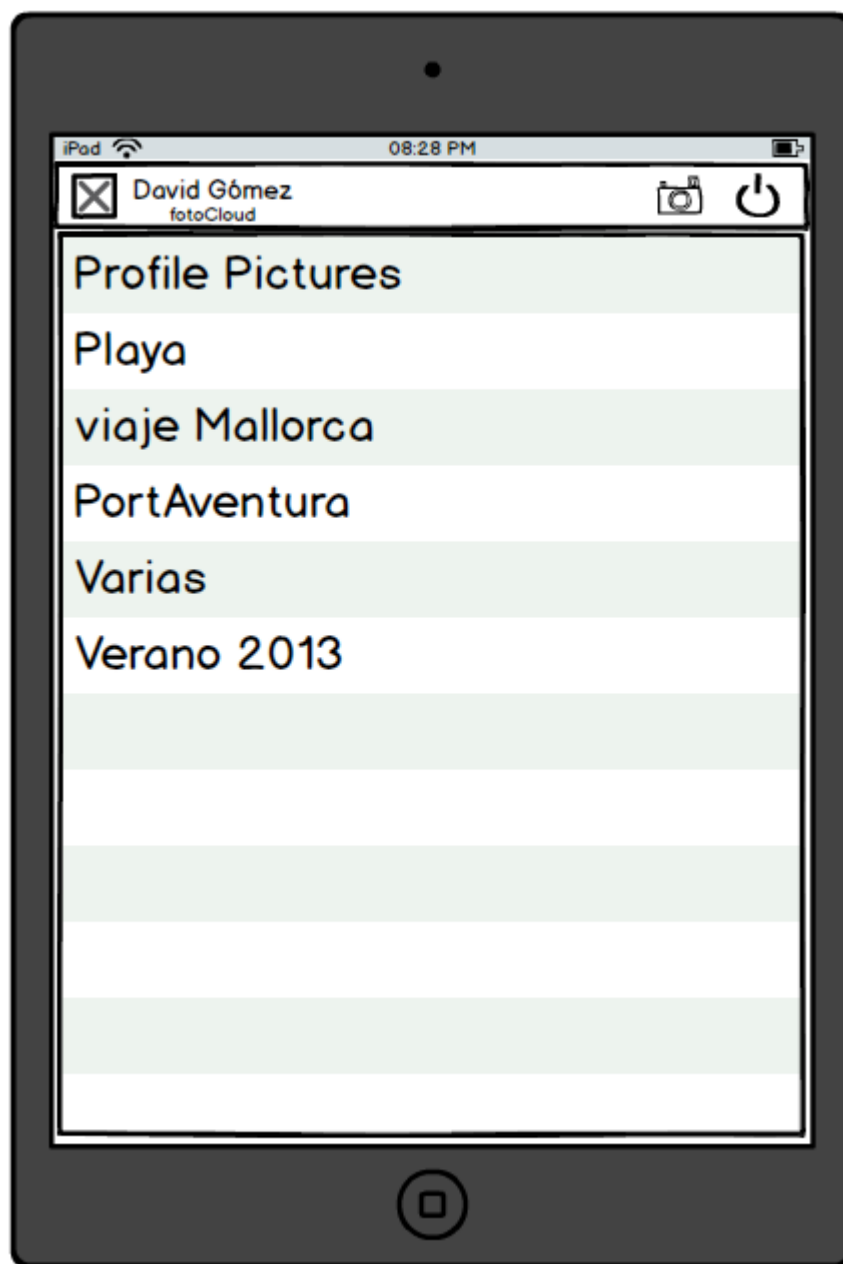 iPad 08:28 PM
David Gómez
fotoCloud
Profile Pictures
Playa
viaje Mallorca
PortAventura
Varias
Verano 2013